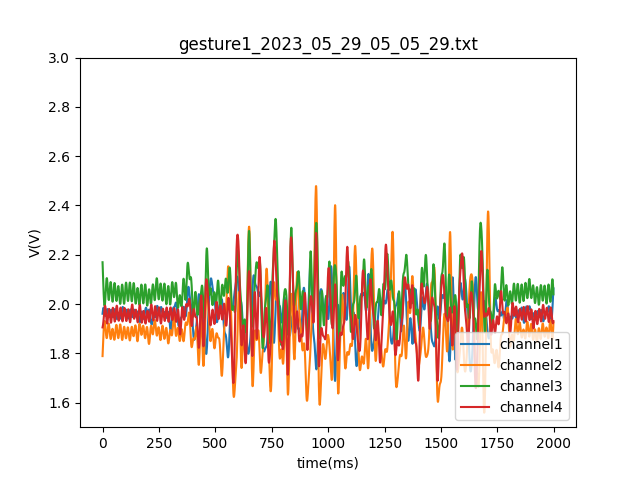 gesture1_2023_05_29_05_05_29.txt
3.0
2.8
2.6
2.4
2.2
2.0
1.8
1.6
V(V)
0 250 500 750 1000 1250 1500 1750 2000
time(ms)
channel1
channel2
channel3
channel4